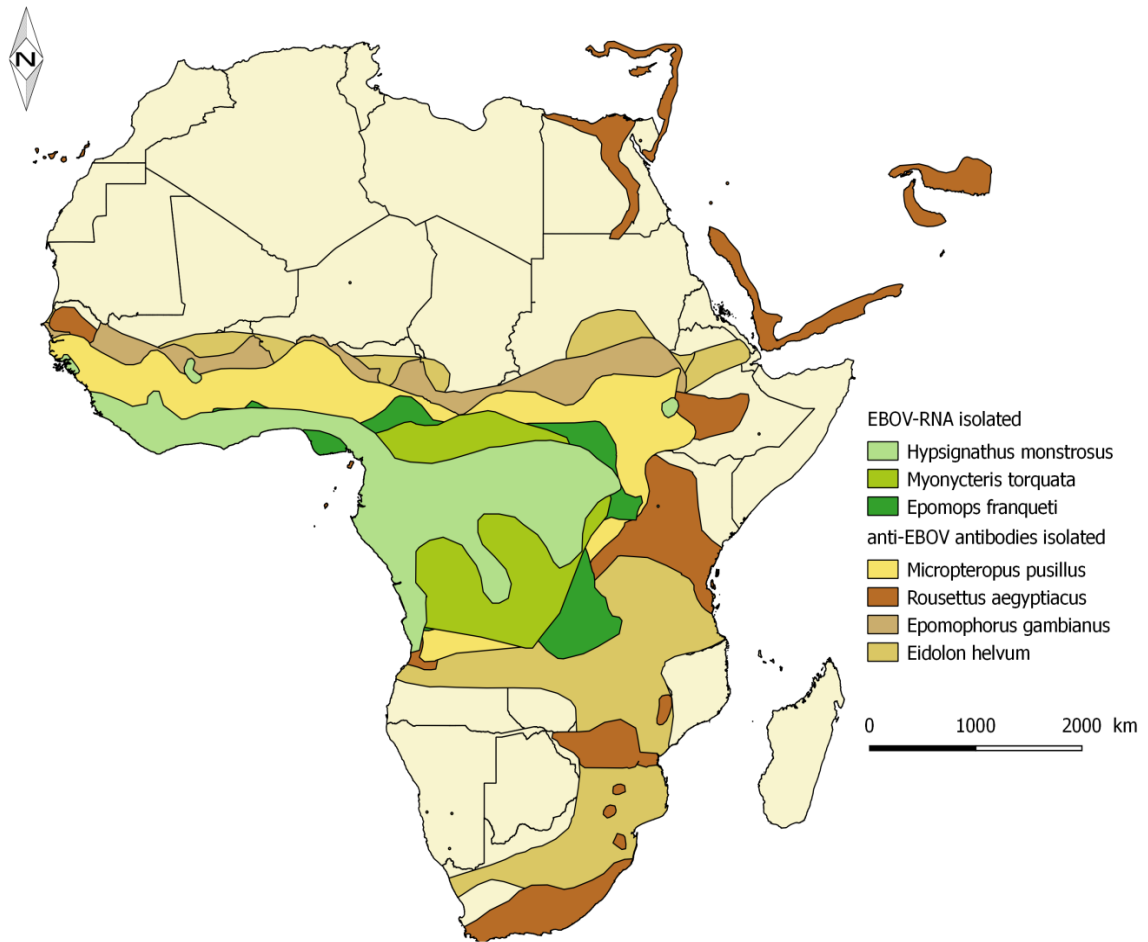 N
EBOV-RNA isolated
Hypsignathus monstrosus
Myonycteris torquata
Epomops franqueti
anti-EBOV antibodies isolated
Micropteropus pusillus
Rousettus aegyptiacus
Epomophorus gambianus
Eidolon helvum
0 1000 2000 km